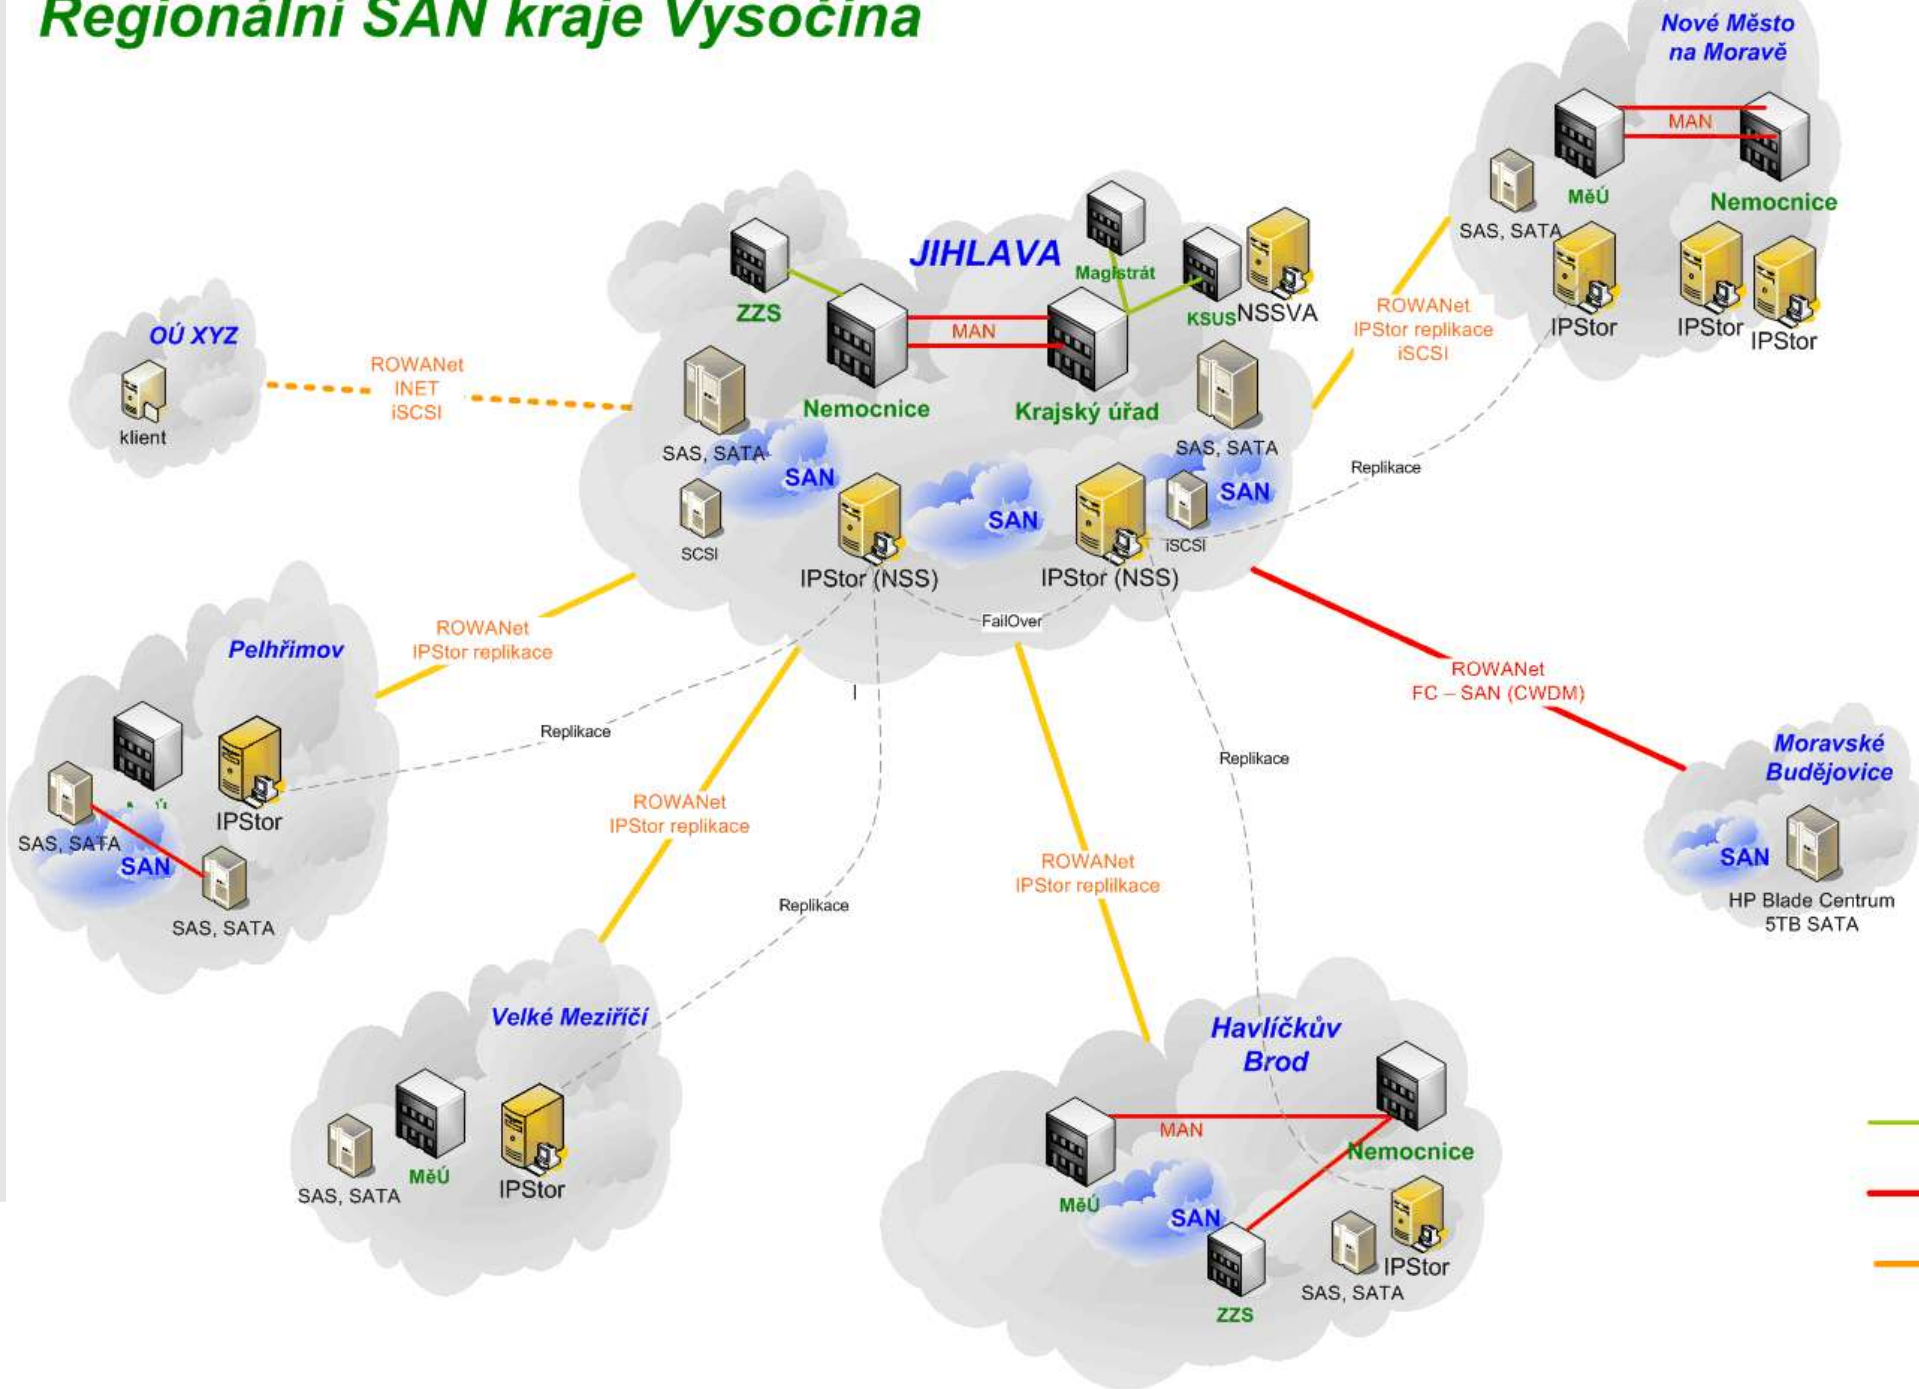 Regionální SAN kraje Vysočina
Nové Město
na Moravě
MAN
MěÚ
Nemocnice
SAS, SATA
IPStor
IPStor
IPStor
JIHLAVA
Magistrát
ZZS
KSUS
NSSVA
MAN
Nemocnice
Krajský úřad
SAS, SATA
SAS, SATA
SAN
SAN
SAN
SCSI
iSCSI
IPStor (NSS)
IPStor (NSS)
FailOver
OÚ XYZ
klient
ROWANet
INET
iSCSI
ROWANet
IPStor replikace
iSCSI
Replikace
ROWANet
IPStor replikace
Pelhřimov
IPStor
SAS, SATA
SAN
SAS, SATA
Replikace
I
ROWANet
IPStor replikace
Replikace
Replikace
ROWANet
IPStor replilkace
ROWANet
FC – SAN (CWDM)
Moravské
Budějovice
SAN
HP Blade Centrum
5TB SATA
Velké Meziříčí
MěÚ
SAS, SATA
IPStor
Havlíčkův
Brod
MAN
Nemocnice
MěÚ
SAN
IPStor
SAS, SATA
ZZS